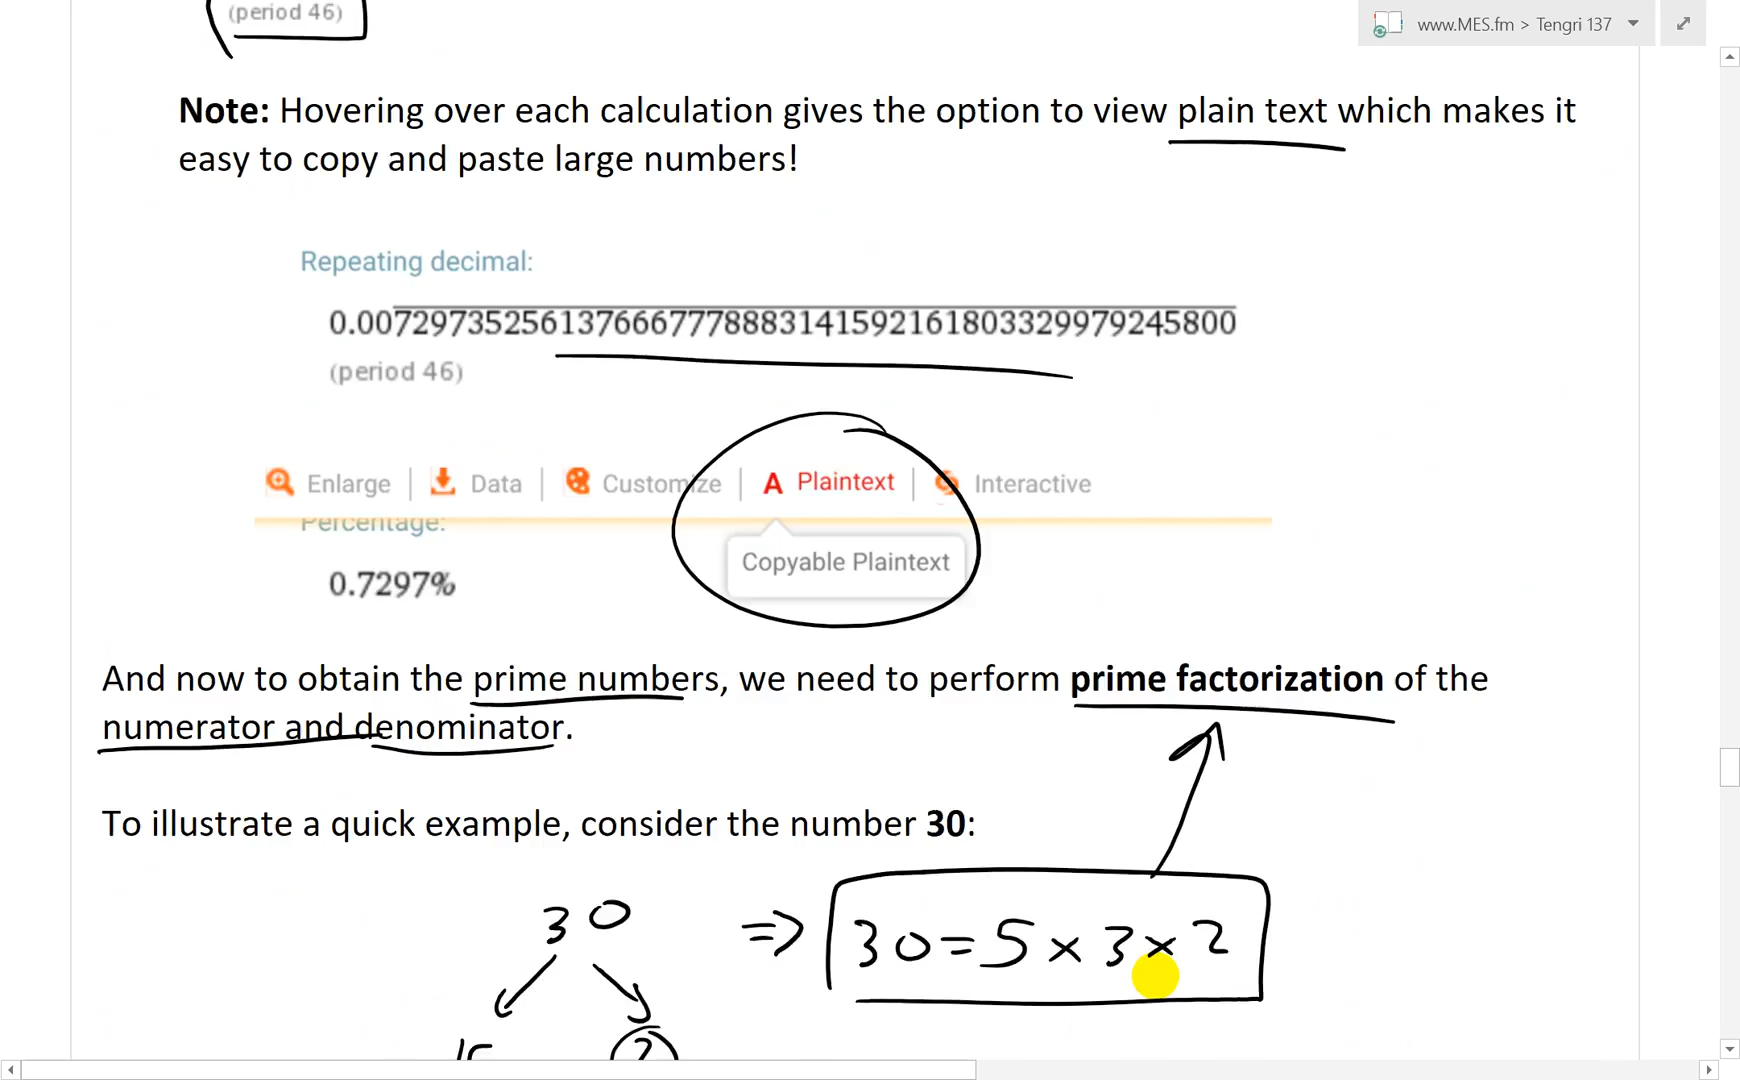 (period 46)
www.MES.fm > Tengri 137
Note: Hovering over each calculation gives the option to view plain text which makes it
easy to copy and paste large numbers!
Repeating decimal:
0.007297352561376667778883141592161803329979245800
(period 46)
Enlarge | Data | Customize | A Plaintext | Interactive
Percentage:
Copyable Plaintext
0.7297%
And now to obtain the prime numbers, we need to perform prime factorization of the
numerator and denominator.
To illustrate a quick example, consider the number 30:
30 => 30=5×3×2
15 2